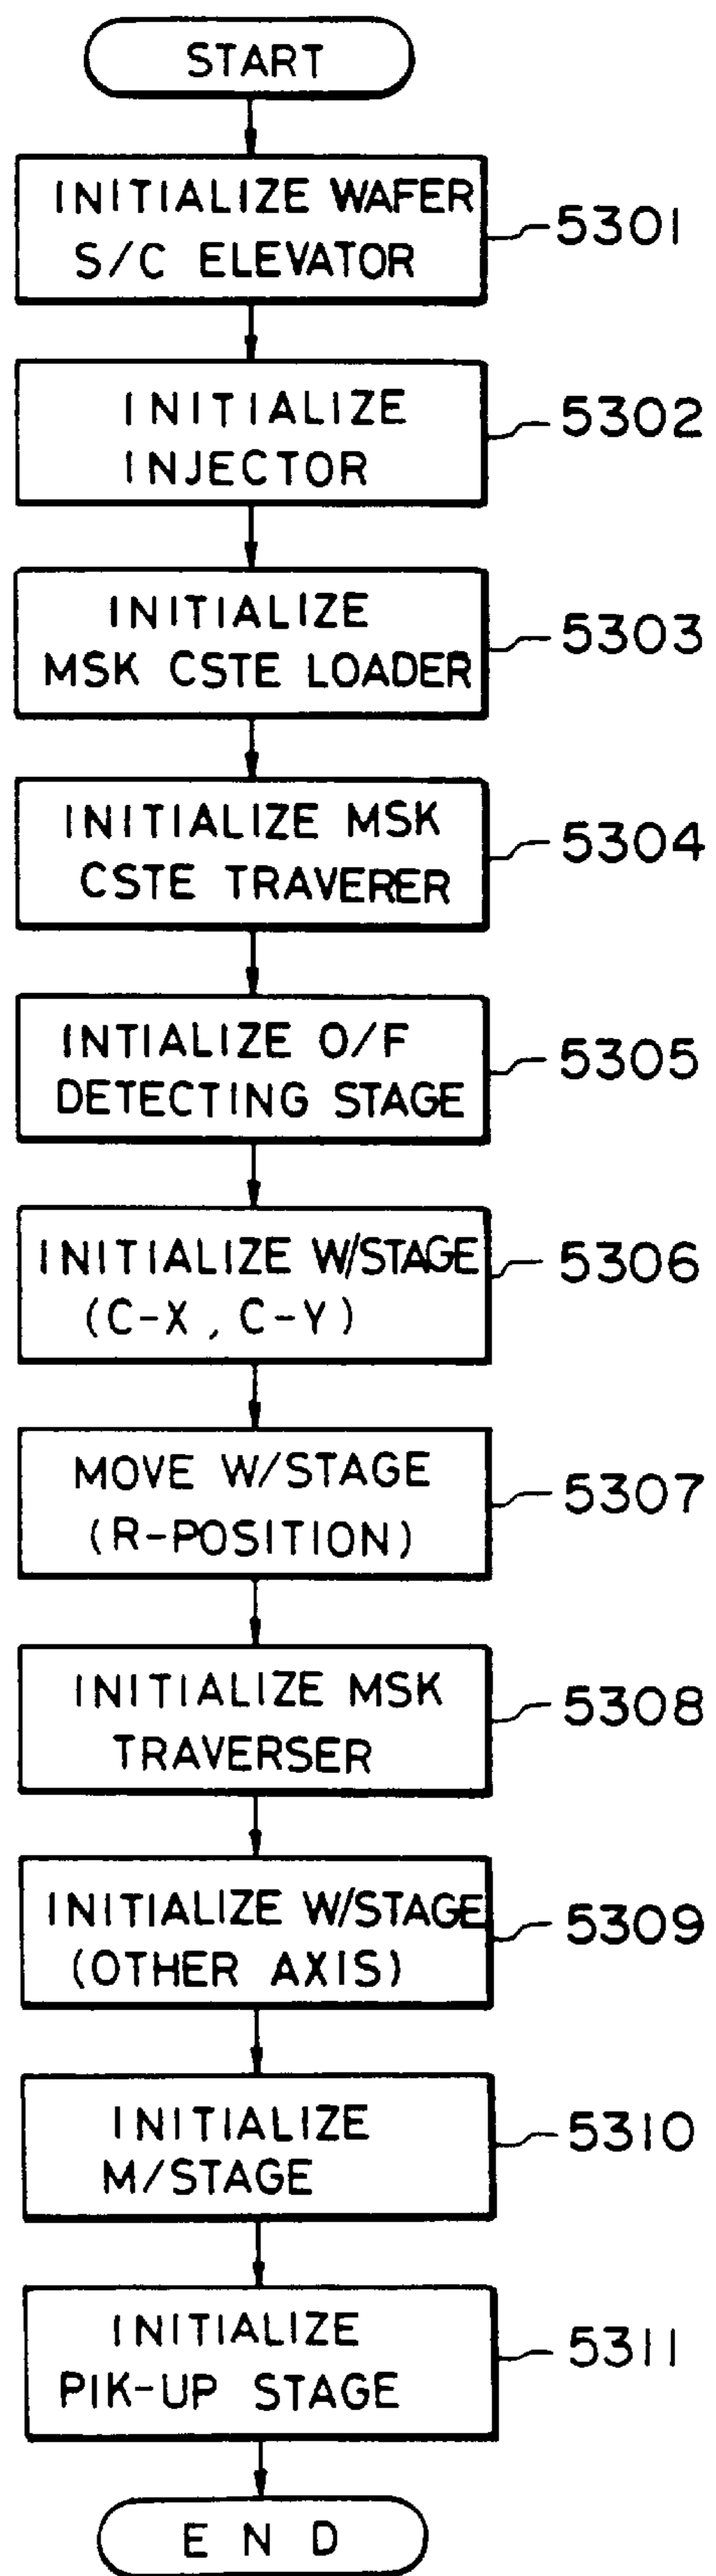 START
INITIALIZE WAFER
S/C ELEVATOR
5301
INITIALIZE
INJECTOR
5302
INITIALIZE
MSK CSTE LOADER
5303
INITIALIZE MSK
CSTE TRAVERER
5304
INTIALIZE O/F
DETECTING STAGE
5305
INITIALIZE W/STAGE
(C-X, C-Y)
5306
MOVE W/STAGE
(R-POSITION)
5307
INITIALIZE MSK
TRAVERSER
5308
INITIALIZE W/STAGE
(OTHER AXIS)
5309
INITIALIZE
M/STAGE
5310
INITIALIZE
PIK-UP STAGE
5311
END